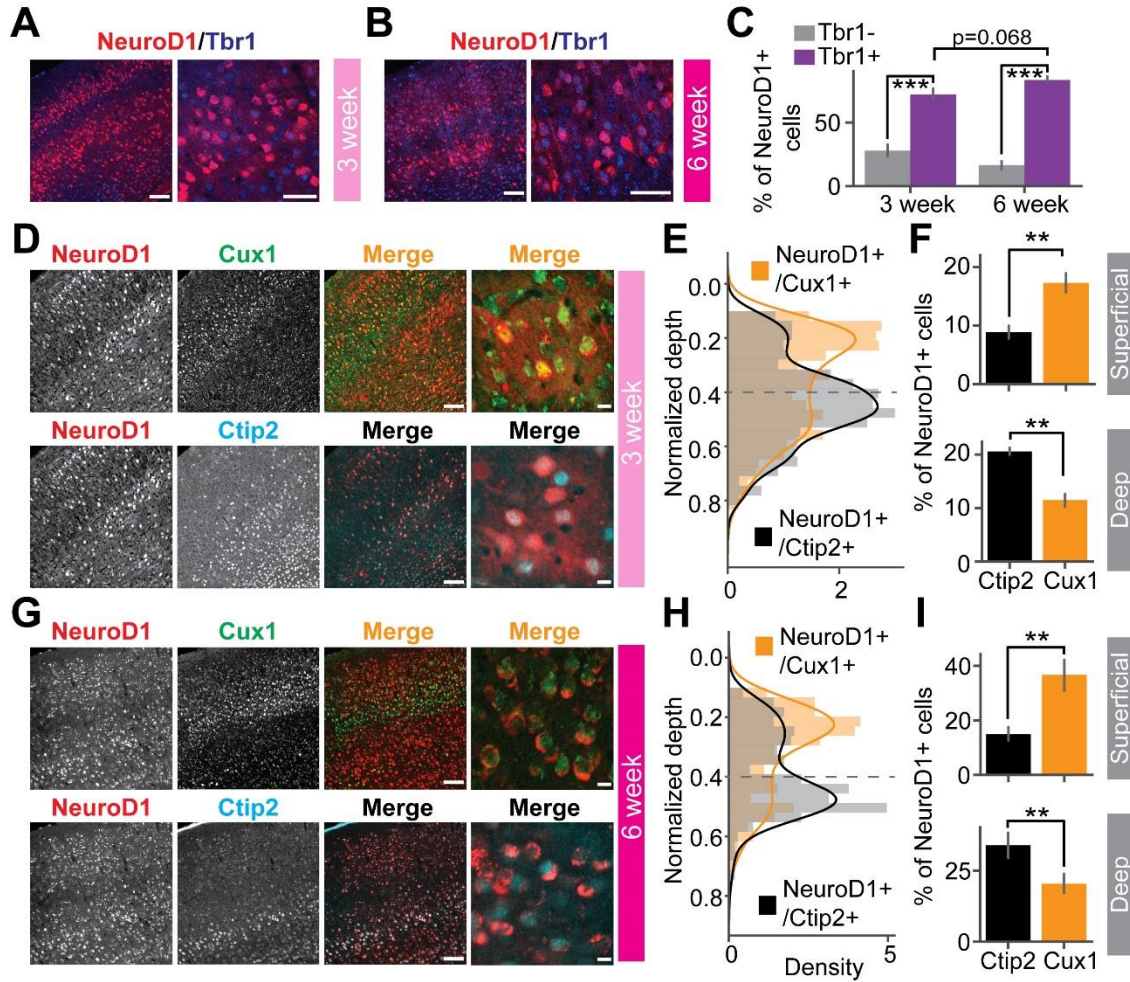 A
NeuroD1/Tbr1
3 week
B
NeuroD1/Tbr1
6 week
C
Tbr1-
Tbr1+
p=0.068
***
***
50
0
% of NeuroD1+
cells
3 week
6 week
D
NeuroD1
Cux1
Merge
Merge
NeuroD1
Ctip2
Merge
Merge
3 week
E
NeuroD1+
/Cux1+
0.0
0.2
0.4
0.6
0.8
Normalized depth
NeuroD1+
/Ctip2+
0
2
F
**
20
10
0
Superficial
**
20
10
0
Deep
% of NeuroD1+ cells
Ctip2
Cux1
G
NeuroD1
Cux1
Merge
Merge
NeuroD1
Ctip2
Merge
Merge
6 week
H
NeuroD1+
/Cux1+
0.0
0.2
0.4
0.6
0.8
Normalized depth
NeuroD1+
/Ctip2+
0
5
Density
I
**
40
20
0
Superficial
**
25
0
Deep
% of NeuroD1+ cells
Ctip2
Cux1